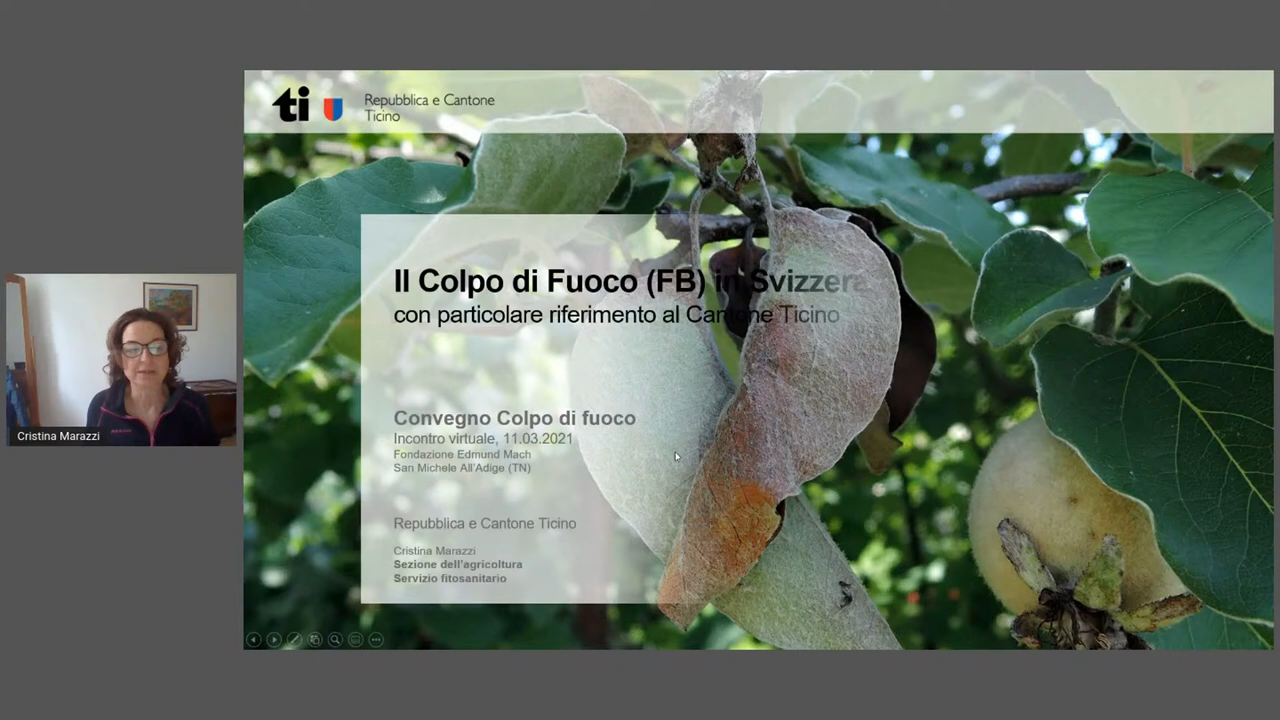 ti
Repubblica e Cantone
Ticino
Il Colpo di Fuoco (FB) in Svizzera
con particolare riferimento al Cantone Ticino
Convegno Colpo di fuoco
Incontro virtuale, 11.03.2021
Fondazione Edmund Mach
San Michele All'Adige (TN)
Repubblica e Cantone Ticino
Cristina Marazzi
Sezione dell'agricoltura
Servizio fitosanitario
Cristina Marazzi